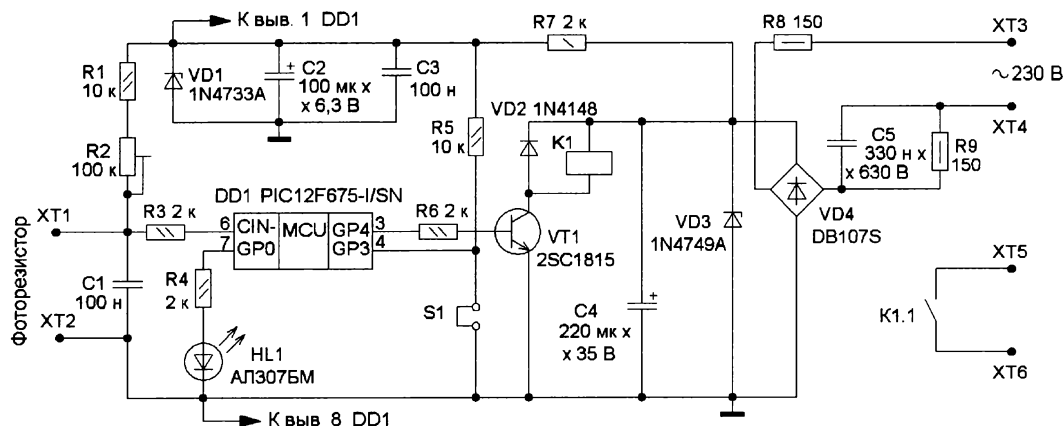 К выв. 1 DD1
R1
10 к
VD1
1N4733A
+
C2
100 мк х
х 6,3 В
C3
100 н
R7 2 к
R8 150
XT3
~230 В
XT4
R2
100 к
R5
10 к
VD2 1N4148
K1
C5
330 н х
х 630 В
R9
150
XT1
R3 2 к
DD1 PIC12F675-I/SN
6
CIN-
MCU
GP4
3
7
GP0
GP3
4
R6 2 к
VT1
2SC1815
VD3
1N4749A
VD4
DB107S
Фоторезистор
C1
100 н
R4
2 к
S1
C4
220 мк х
х 35 В
+
XT5
K1.1
XT2
HL1
АЛ307БМ
XT6
К выв 8 DD1